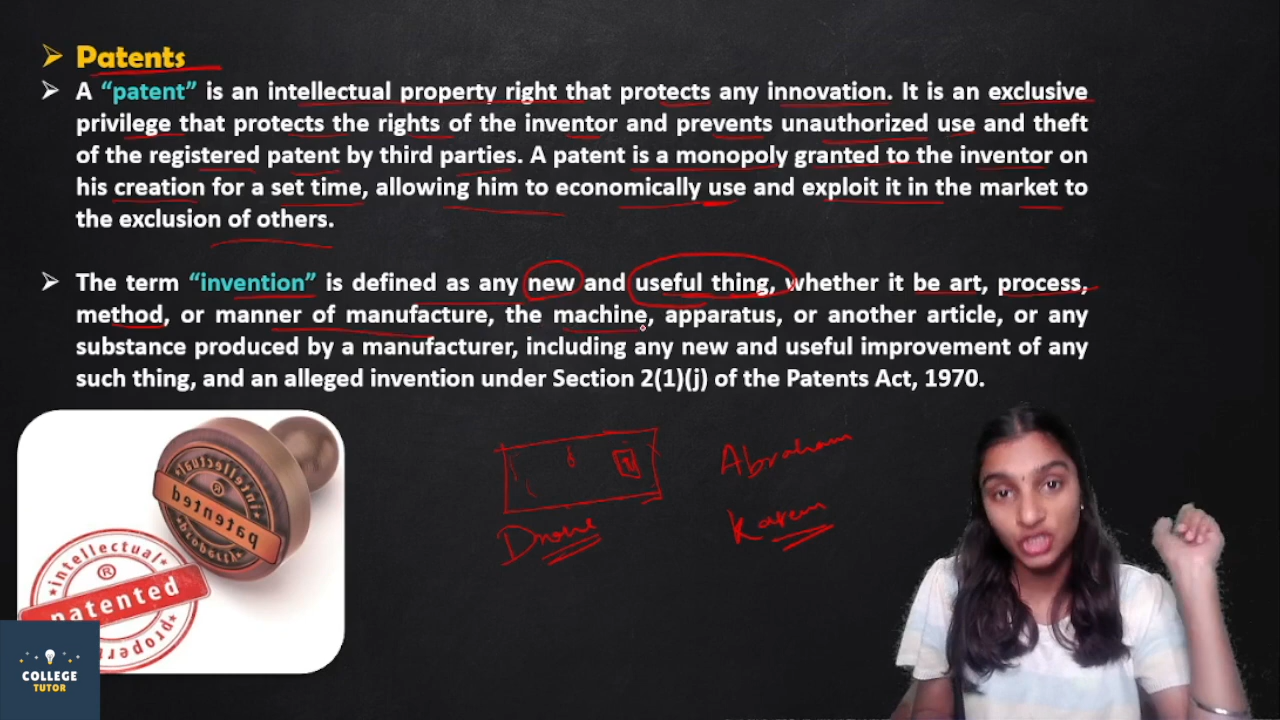 Patents
A “patent” is an intellectual property right that protects any innovation. It is an exclusive
privilege that protects the rights of the inventor and prevents unauthorized use and theft
of the registered patent by third parties. A patent is a monopoly granted to the inventor on
his creation for a set time, allowing him to economically use and exploit it in the market to
the exclusion of others.
The term “invention” is defined as any new and useful thing, whether it be art, process,
method, or manner of manufacture, the machine, apparatus, or another article, or any
substance produced by a manufacturer, including any new and useful improvement of any
such thing, and an alleged invention under Section 2(1)(j) of the Patents Act, 1970.
Abraham
Karem
Drone
intellectual
patented
property
intellectual
®
patented
property
COLLEGE
TUTOR